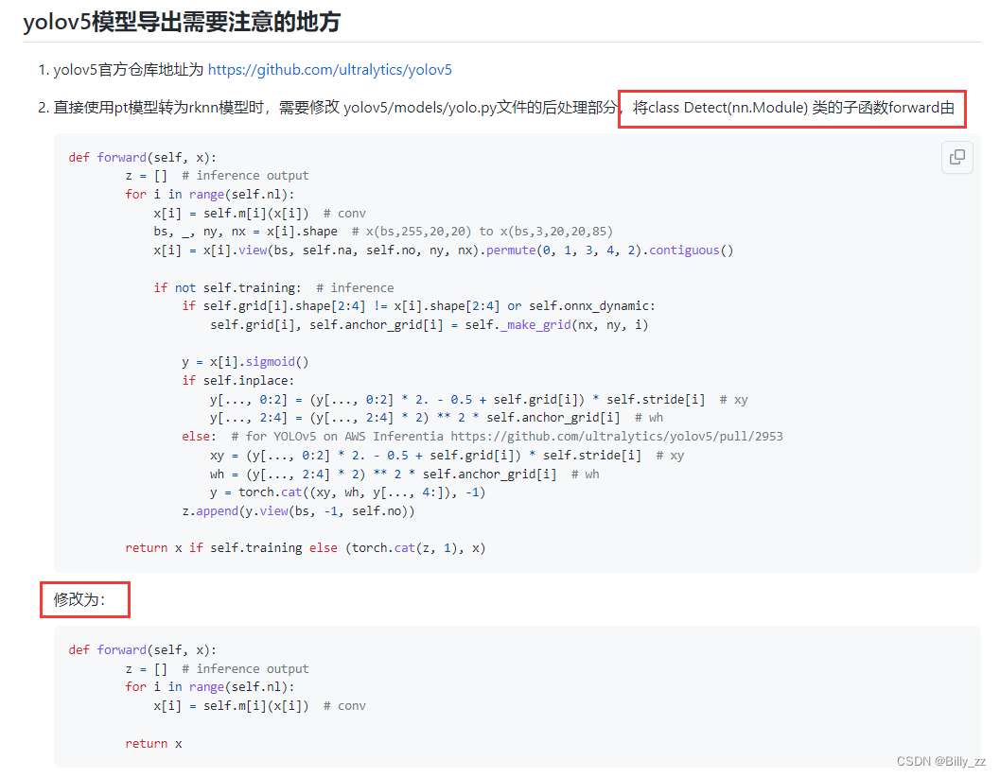 yolov5模型导出需要注意的地方
1. yolov5官方仓库地址为 https://github.com/ultralytics/yolov5
2. 直接使用pt模型转为rknn模型时，需要修改 yolov5/models/yolo.py文件的后处理部分，将class Detect(nn.Module) 类的子函数forward由
def forward(self, x):
        z = []  # inference output
        for i in range(self.nl):
            x[i] = self.m[i](x[i])  # conv
            bs, _, ny, nx = x[i].shape  # x(bs,255,20,20) to x(bs,3,20,20,85)
            x[i] = x[i].view(bs, self.na, self.no, ny, nx).permute(0, 1, 3, 4, 2).contiguous()
            if not self.training:  # inference
                if self.grid[i].shape[2:4] != x[i].shape[2:4] or self.onnx_dynamic:
                    self.grid[i], self.anchor_grid[i] = self._make_grid(nx, ny, i)
                y = x[i].sigmoid()
                if self.inplace:
                    y[..., 0:2] = (y[..., 0:2] * 2. - 0.5 + self.grid[i]) * self.stride[i]  # xy
                    y[..., 2:4] = (y[..., 2:4] * 2) ** 2 * self.anchor_grid[i]  # wh
                else:  # for YOLOv5 on AWS Inferentia https://github.com/ultralytics/yolov5/pull/2953
                    xy = (y[..., 0:2] * 2. - 0.5 + self.grid[i]) * self.stride[i]  # xy
                    wh = (y[..., 2:4] * 2) ** 2 * self.anchor_grid[i]  # wh
                    y = torch.cat((xy, wh, y[..., 4:]), -1)
                z.append(y.view(bs, -1, self.no))
        return x if self.training else (torch.cat(z, 1), x)
修改为：
def forward(self, x):
        z = []  # inference output
        for i in range(self.nl):
            x[i] = self.m[i](x[i])  # conv
        return x
CSDN @Billy_zz